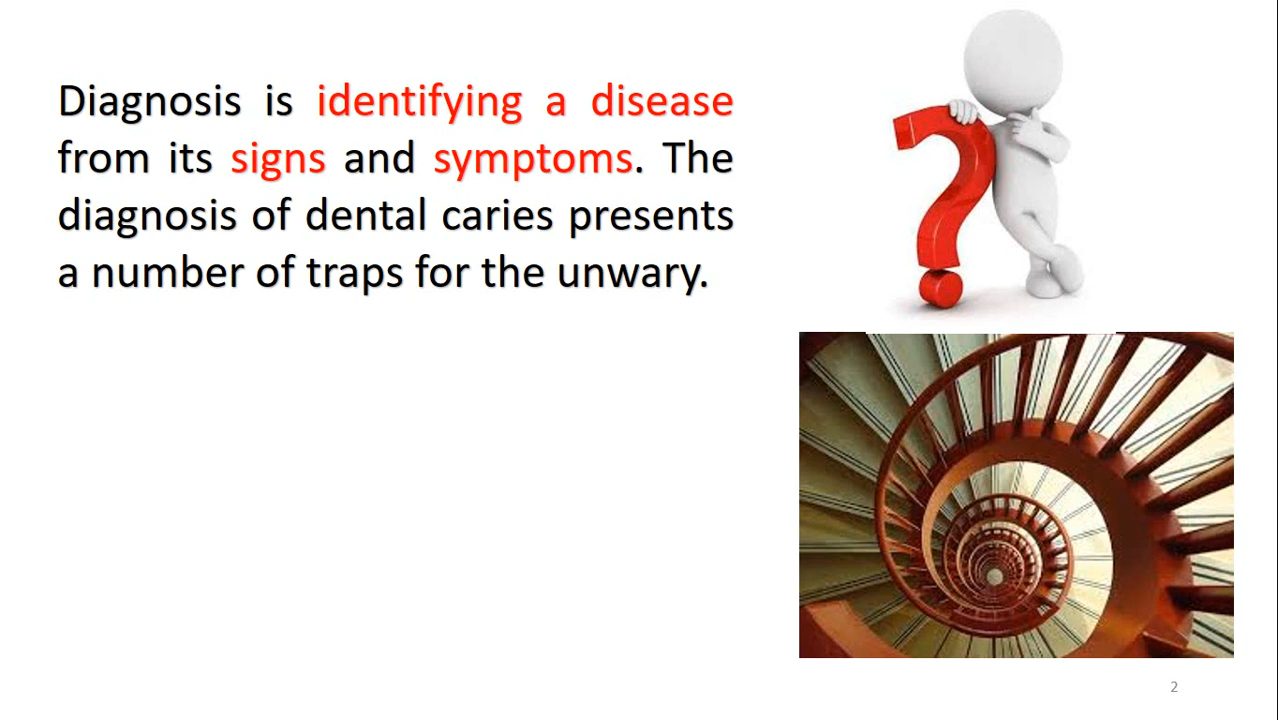 Diagnosis is identifying a disease
from its signs and symptoms. The
diagnosis of dental caries presents
a number of traps for the unwary.
2